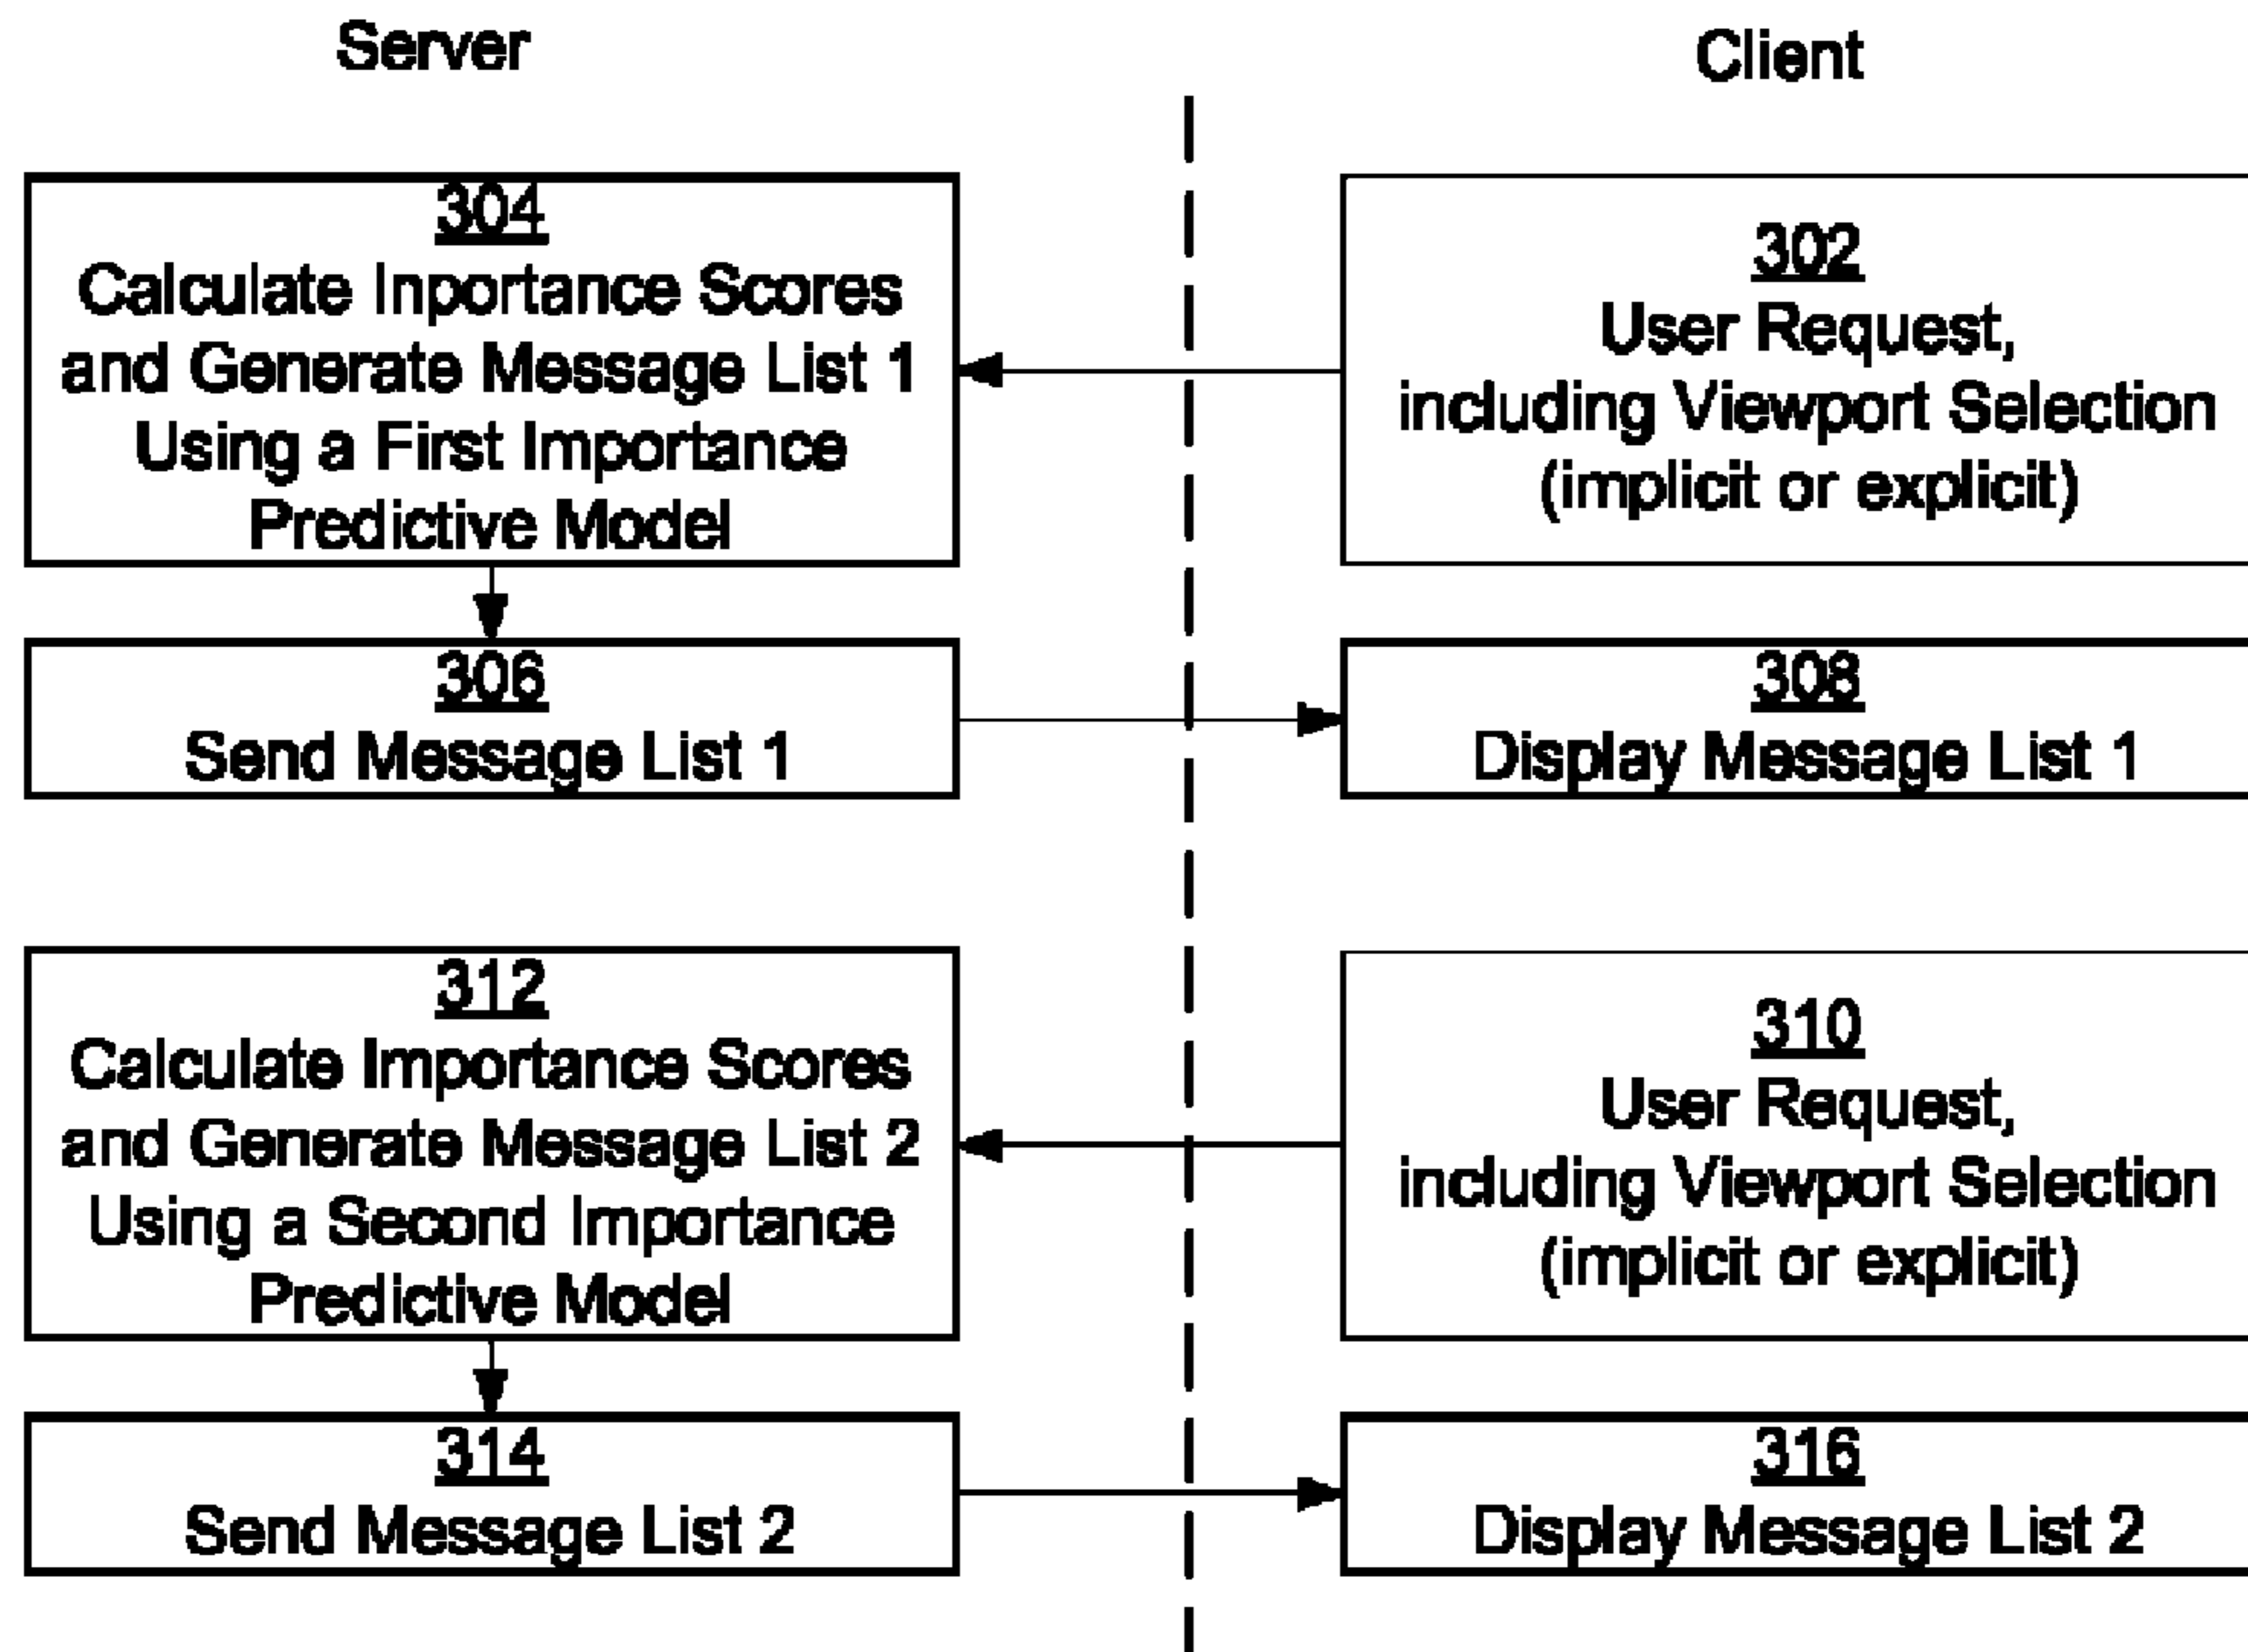 Server
Client
304
Calculate Inportance Scores
and Generate Message List 1
Using a First Importance
Predictive Model
302
User Request,
including Viewport Selection
(implicit or explicit)
306
Send Message List 1
308
Display Message List 1
312
Calculate Importance Scores
and Generate Message List 2
Using a Second Importance
Predictive Model
310
User Request,
including Viewport Selection
(implicit or explicit)
314
Send Message List 2
316
Display Message List 2